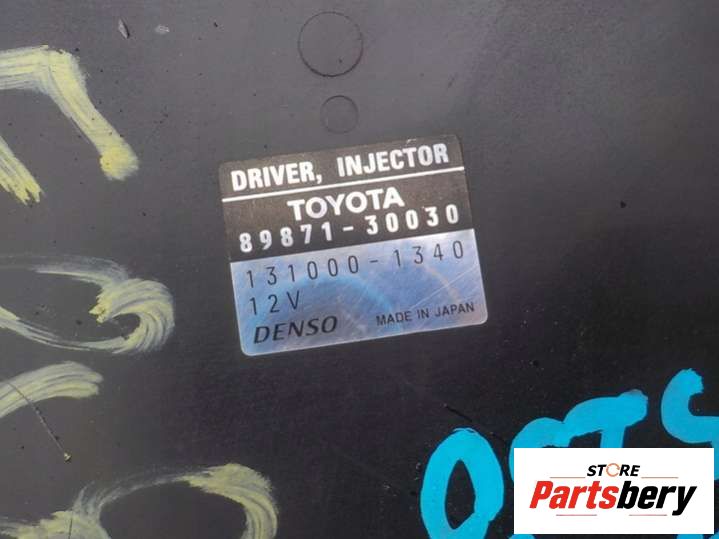 DRIVER, INJECTOR
TOYOTA
89871-30030
131000-1340
12V
DENSO MADE IN JAPAN
STORE
Partsbery